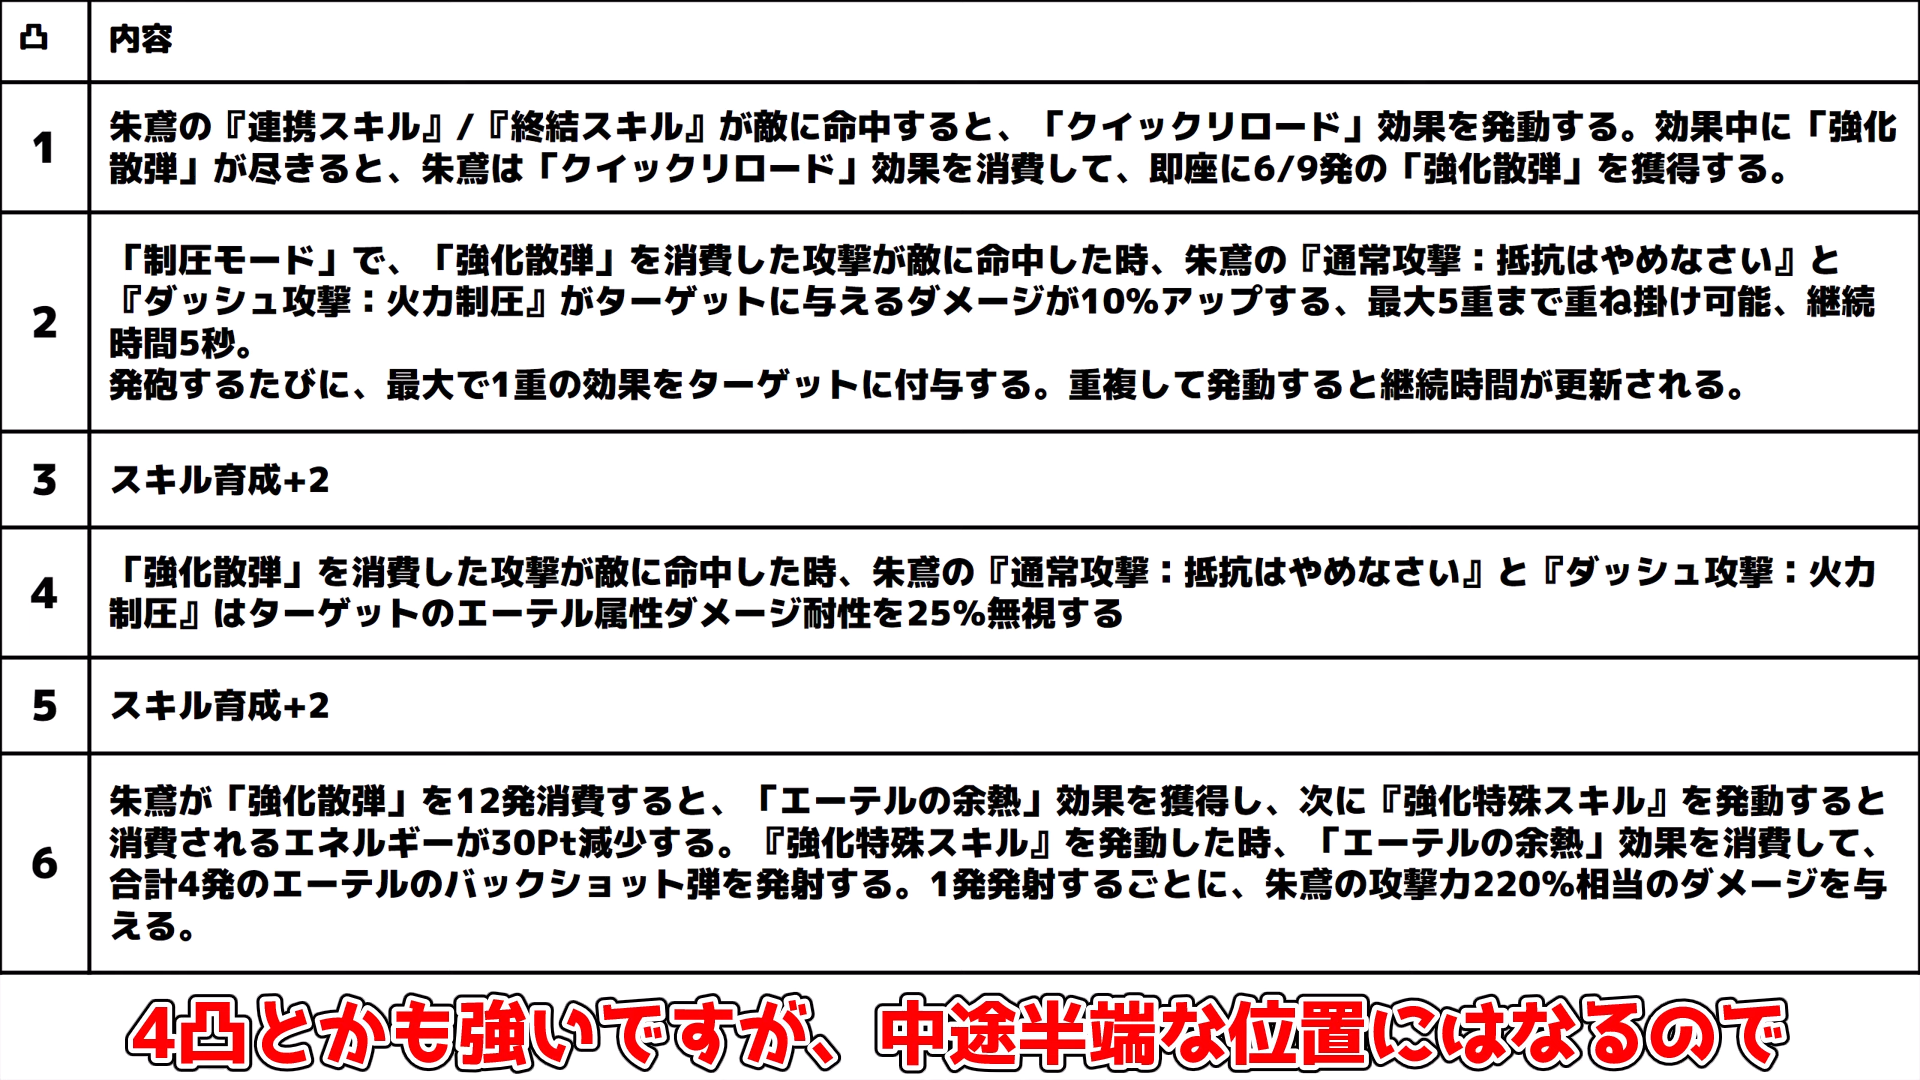 凸 内容
1
朱鳶の『連携スキル』/『終結スキル』が敵に命中すると、「クイックリロード」効果を発動する。効果中に「強化
散弾」が尽きると、朱鳶は「クイックリロード」効果を消費して、即座に6/9発の「強化散弾」を獲得する。
2
「制圧モード」で、「強化散弾」を消費した攻撃が敵に命中した時、朱鳶の『通常攻撃：抵抗はやめなさい』と
『ダッシュ攻撃：火力制圧』がターゲットに与えるダメージが10%アップする、最大5重まで重ね掛け可能、継続
時間5秒。
発砲するたびに、最大で1重の効果をターゲットに付与する。重複して発動すると継続時間が更新される。
3
スキル育成+2
4
「強化散弾」を消費した攻撃が敵に命中した時、朱鳶の『通常攻撃：抵抗はやめなさい』と『ダッシュ攻撃：火力
制圧』はターゲットのエーテル属性ダメージ耐性を25%無視する
5
スキル育成+2
6
朱鳶が「強化散弾」を12発消費すると、「エーテルの余熱」効果を獲得し、次に『強化特殊スキル』を発動すると
消費されるエネルギーが30Pt減少する。『強化特殊スキル』を発動した時、「エーテルの余熱」効果を消費して、
合計4発のエーテルのバックショット弾を発射する。1発発射するごとに、朱鳶の攻撃力220%相当のダメージを与
える。
4凸とかも強いですが、中途半端な位置にはなるので